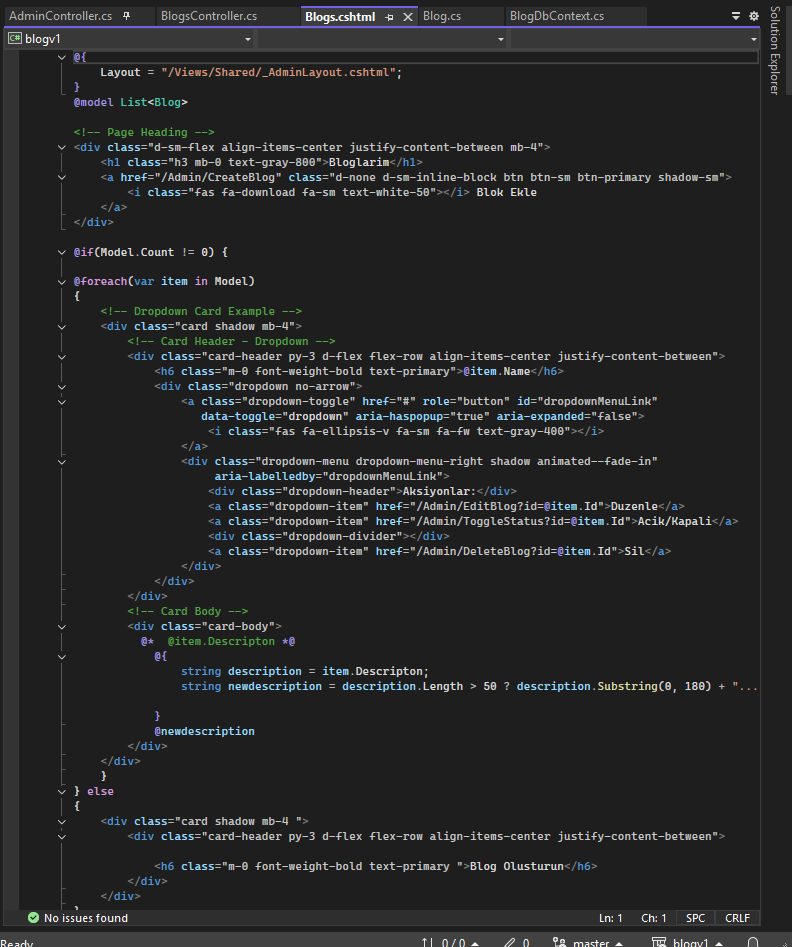 AdminController.cs
BlogsController.cs
Blogs.cshtml
Blog.cs
BlogDbContext.cs
Solution Explorer
C# blogv1
@{
    Layout = "/Views/Shared/_AdminLayout.cshtml";
}
@model List<Blog>

<!-- Page Heading -->
<div class="d-sm-flex align-items-center justify-content-between mb-4">
    <h1 class="h3 mb-0 text-gray-800">Bloglarim</h1>
    <a href="/Admin/CreateBlog" class="d-none d-sm-inline-block btn btn-sm btn-primary shadow-sm">
        <i class="fas fa-download fa-sm text-white-50"></i> Blok Ekle
    </a>
</div>

@if(Model.Count != 0) {

@foreach(var item in Model)
{
    <!-- Dropdown Card Example -->
    <div class="card shadow mb-4">
        <!-- Card Header - Dropdown -->
        <div class="card-header py-3 d-flex flex-row align-items-center justify-content-between">
            <h6 class="m-0 font-weight-bold text-primary">@item.Name</h6>
            <div class="dropdown no-arrow">
                <a class="dropdown-toggle" href="#" role="button" id="dropdownMenuLink"
                   data-toggle="dropdown" aria-haspopup="true" aria-expanded="false">
                    <i class="fas fa-ellipsis-v fa-sm fa-fw text-gray-400"></i>
                </a>
                <div class="dropdown-menu dropdown-menu-right shadow animated--fade-in"
                     aria-labelledby="dropdownMenuLink">
                    <div class="dropdown-header">Aksiyonlar:</div>
                    <a class="dropdown-item" href="/Admin/EditBlog?id=@item.Id">Duzenle</a>
                    <a class="dropdown-item" href="/Admin/ToggleStatus?id=@item.Id">Acik/Kapali</a>
                    <div class="dropdown-divider"></div>
                    <a class="dropdown-item" href="/Admin/DeleteBlog?id=@item.Id">Sil</a>
                </div>
            </div>
        </div>
        <!-- Card Body -->
        <div class="card-body">
          @*  @item.Descripton *@
            @{
                string description = item.Descripton;
                string newdescription = description.Length > 50 ? description.Substring(0, 180) + "...

            }
            @newdescription
        </div>
    </div>
    }
} else
{
    <div class="card shadow mb-4 ">
        <div class="card-header py-3 d-flex flex-row align-items-center justify-content-between">

            <h6 class="m-0 font-weight-bold text-primary ">Blog Olusturun</h6>
        </div>
    </div>
}
No issues found
Ln: 1
Ch: 1
SPC
CRLF
Ready
0 / 0
0
master
blogv1